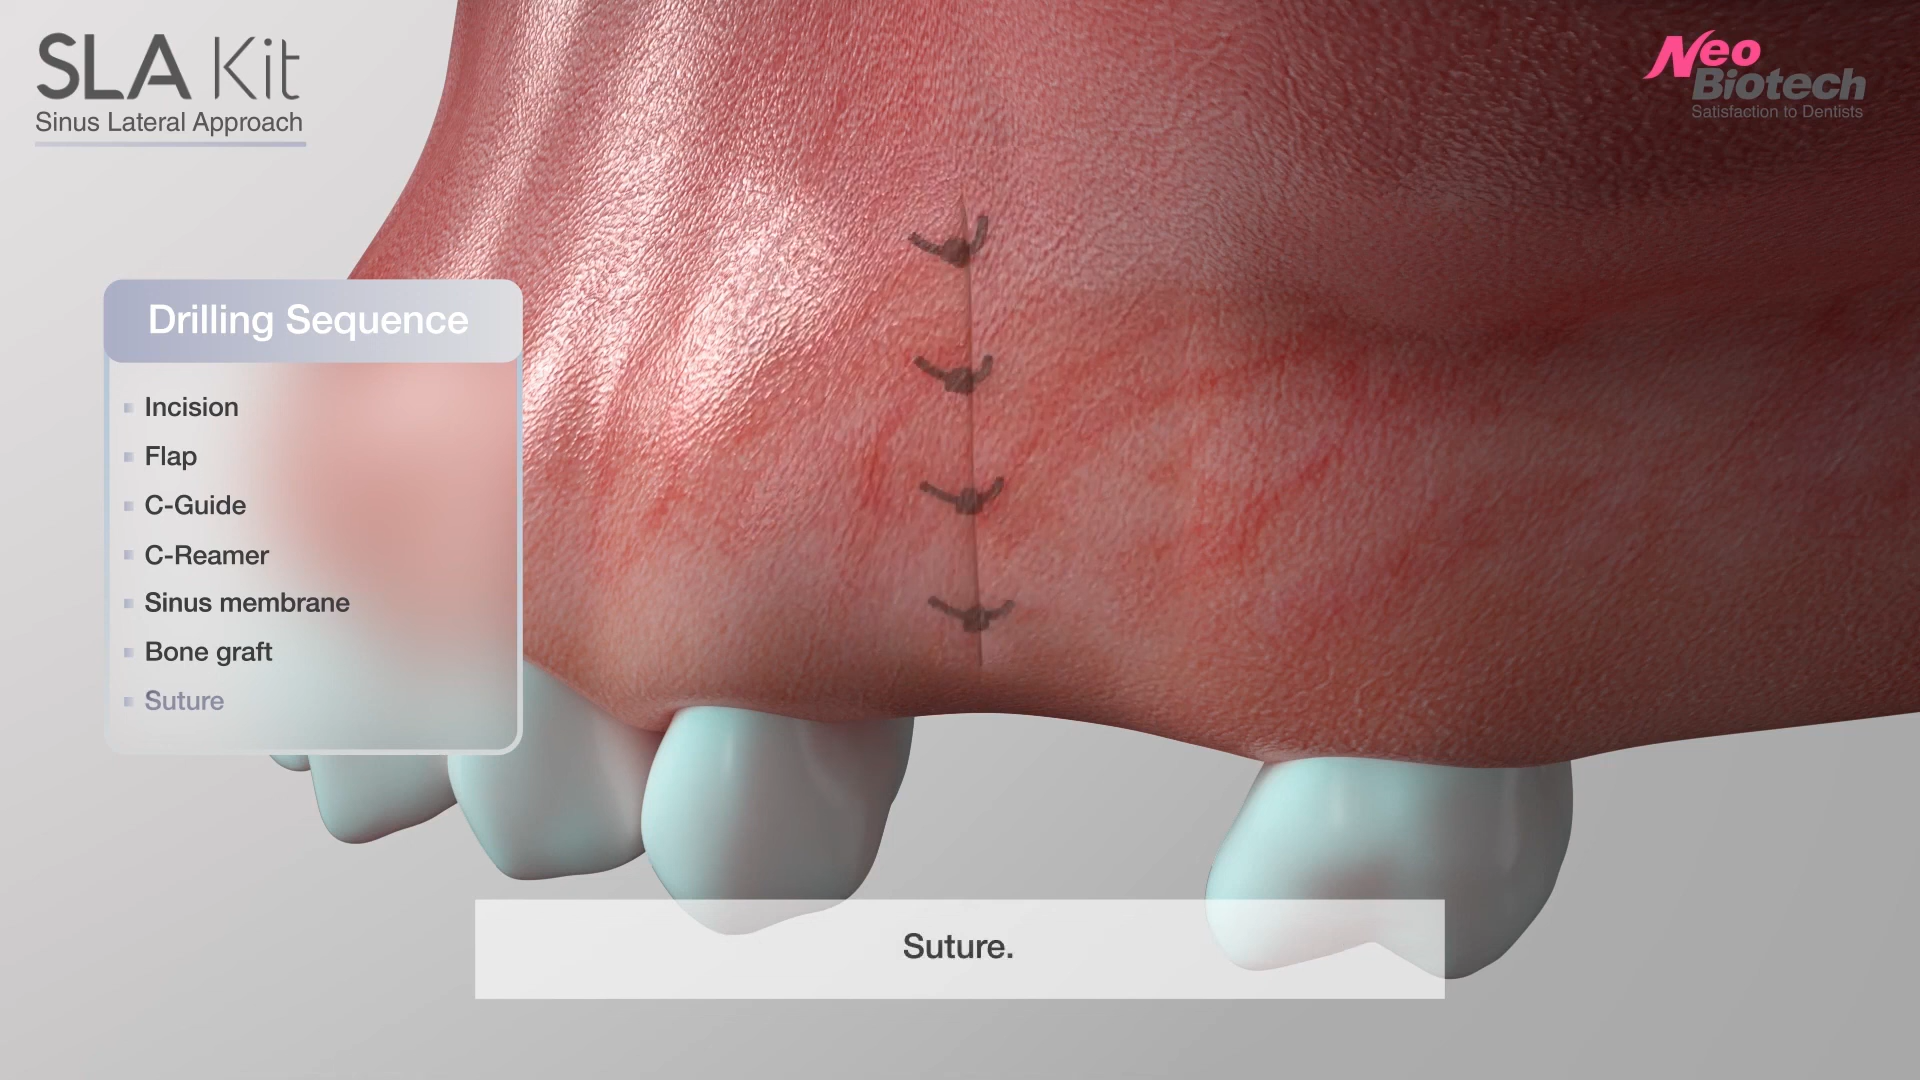 SLA Kit
Sinus Lateral Approach
Neo
Biotech
Satisfaction to Dentists
Drilling Sequence
Incision
Flap
C-Guide
C-Reamer
Sinus membrane
Bone graft
Suture
Suture.